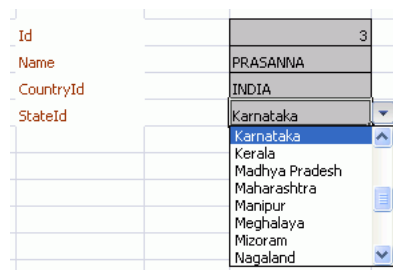 Id 3
Name PRASANNA
CountryId INDIA
StateId Karnataka
Karnataka
Kerala
Madhya Pradesh
Maharashtra
Manipur
Meghalaya
Mizoram
Nagaland